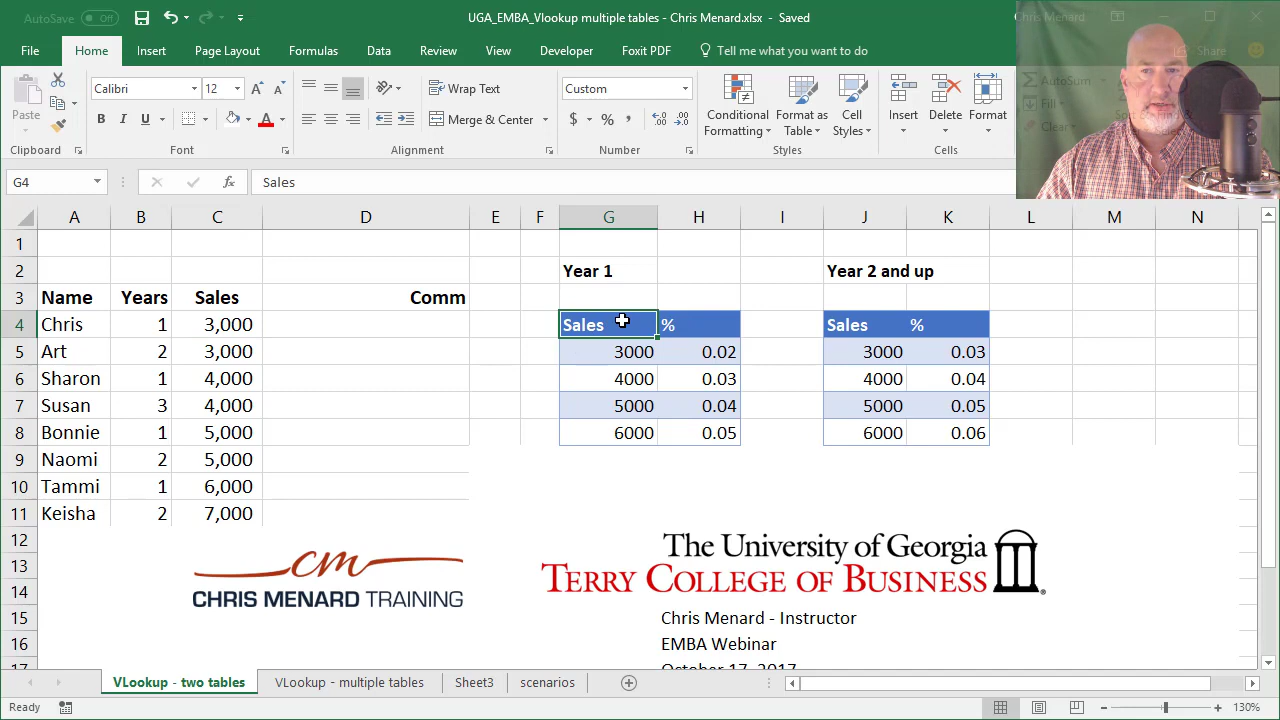 AutoSave Off UGA_EMBA_Vlookup multiple tables - Chris Menard.xlsx - Saved Chris Menard
File Home Insert Page Layout Formulas Data Review View Developer Foxit PDF Tell me what you want to do Share
Paste Calibri 12 Wrap Text Custom Conditional Format as Cell Insert Delete Format AutoSum
B I U A Merge & Center $ % , Formatting Table Styles Fill
Clear
Clipboard Font Alignment Number Styles Cells
G4 fx Sales
A B C D E F G H I J K L M N
1
2 Year 1 Year 2 and up
3 Name Years Sales Comm
4 Chris 1 3,000 Sales % Sales %
5 Art 2 3,000 3000 0.02 3000 0.03
6 Sharon 1 4,000 4000 0.03 4000 0.04
7 Susan 3 4,000 5000 0.04 5000 0.05
8 Bonnie 1 5,000 6000 0.05 6000 0.06
9 Naomi 2 5,000
10 Tammi 1 6,000
11 Keisha 2 7,000
12 The University of Georgia
13 cm
14 CHRIS MENARD TRAINING TERRY COLLEGE OF BUSINESS
15 Chris Menard - Instructor
16 EMBA Webinar
17 October 17, 2017
VLookup - two tables VLookup - multiple tables Sheet3 scenarios
Ready 130%